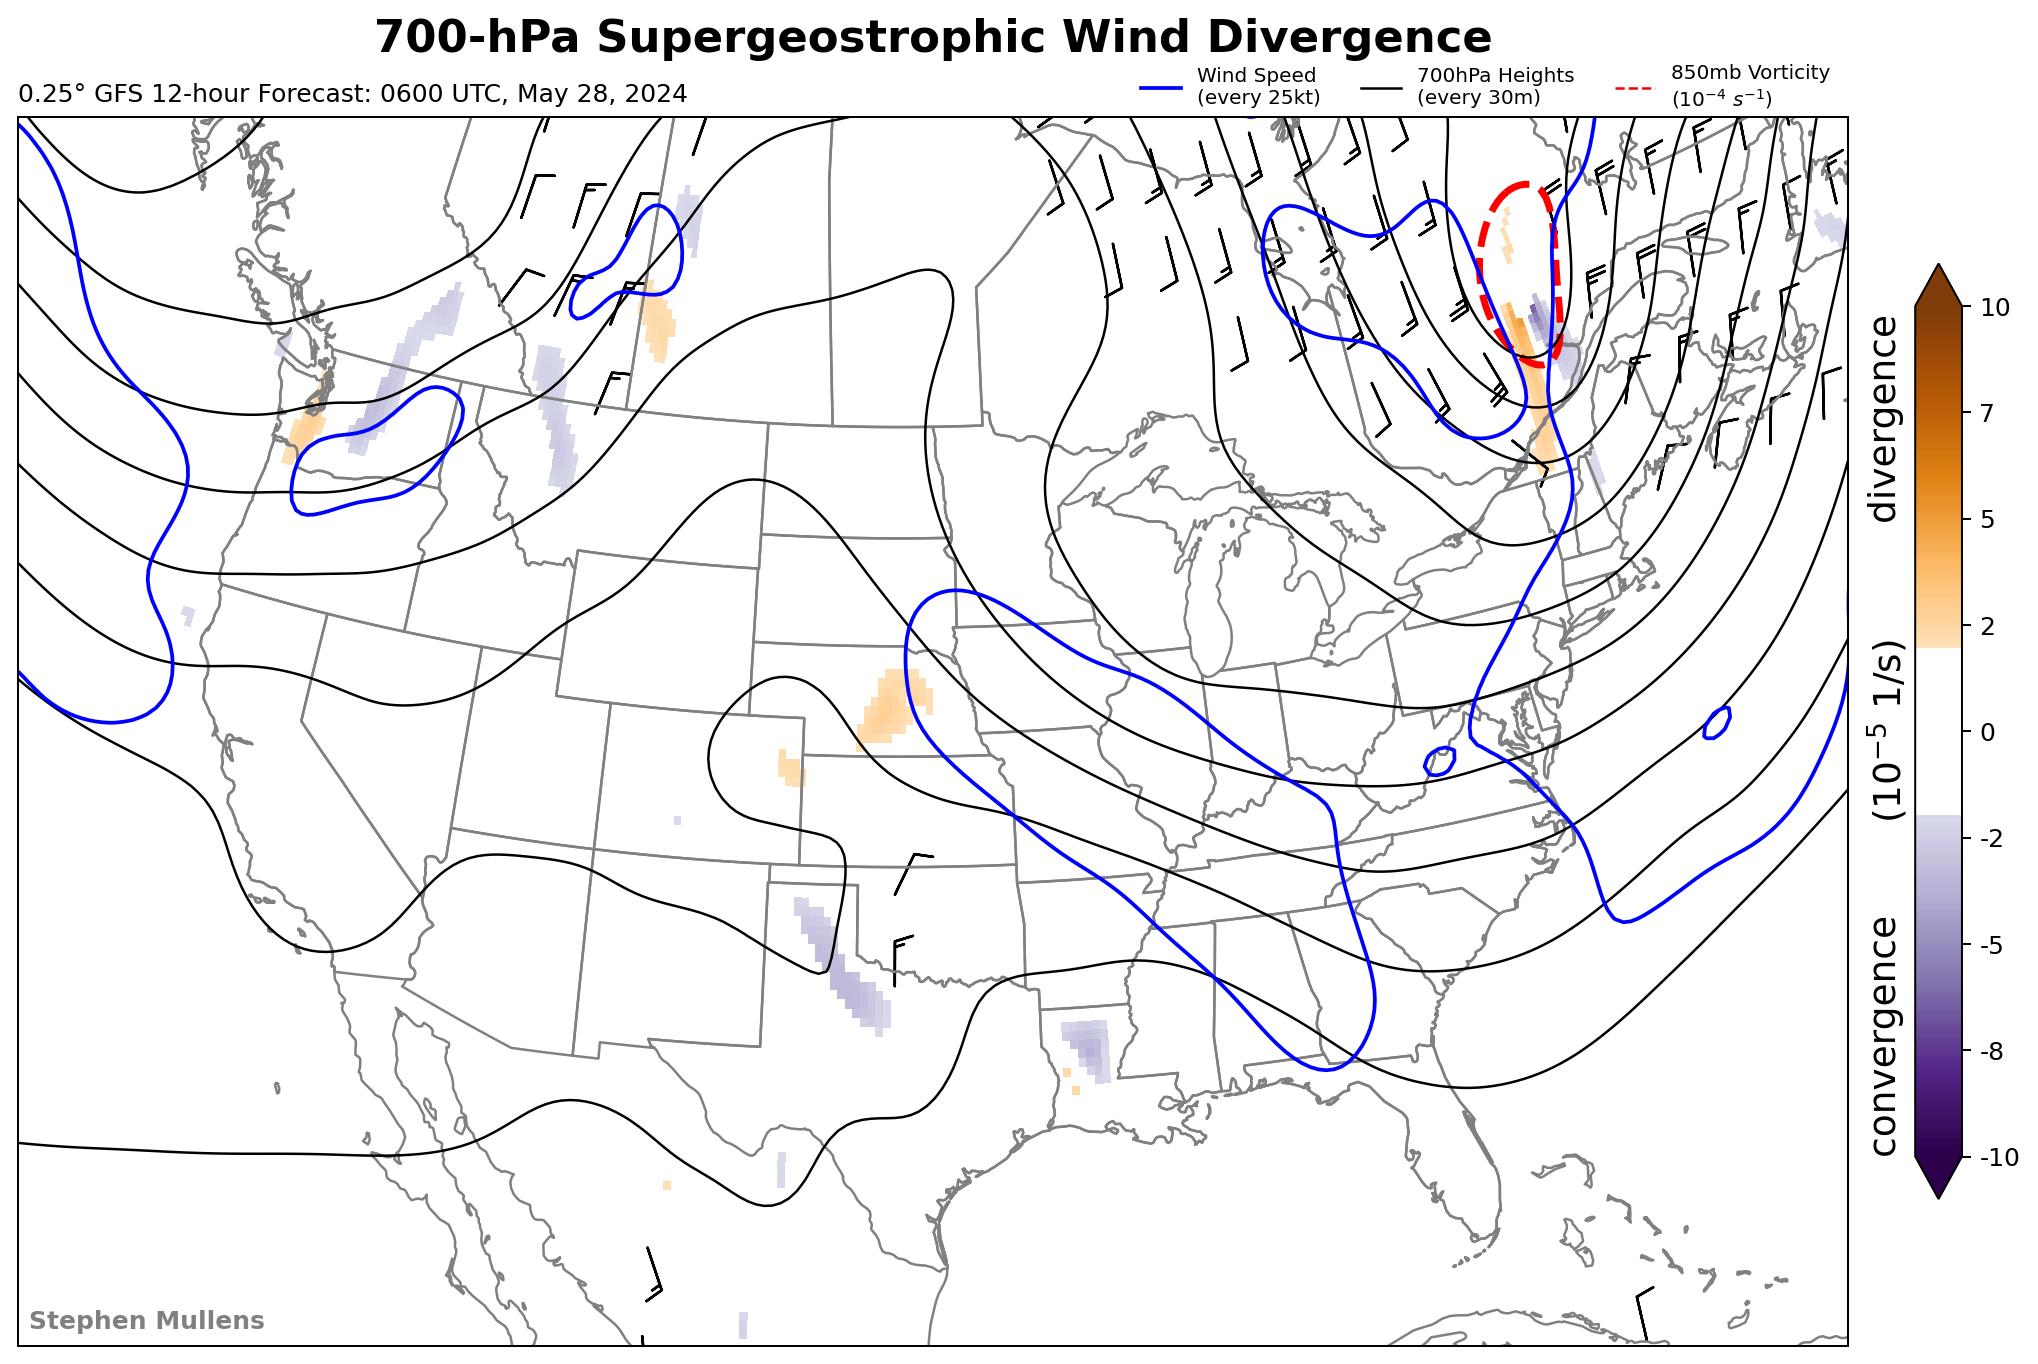 700-hPa Supergeostrophic Wind Divergence
0.25° GFS 12-hour Forecast: 0600 UTC, May 28, 2024
Wind Speed
(every 25kt)
700hPa Heights
(every 30m)
850mb Vorticity
(10⁻⁴ s⁻¹)
10
7
5
2
0
-2
-5
-8
-10
divergence
(10⁻⁵ 1/s)
convergence
Stephen Mullens